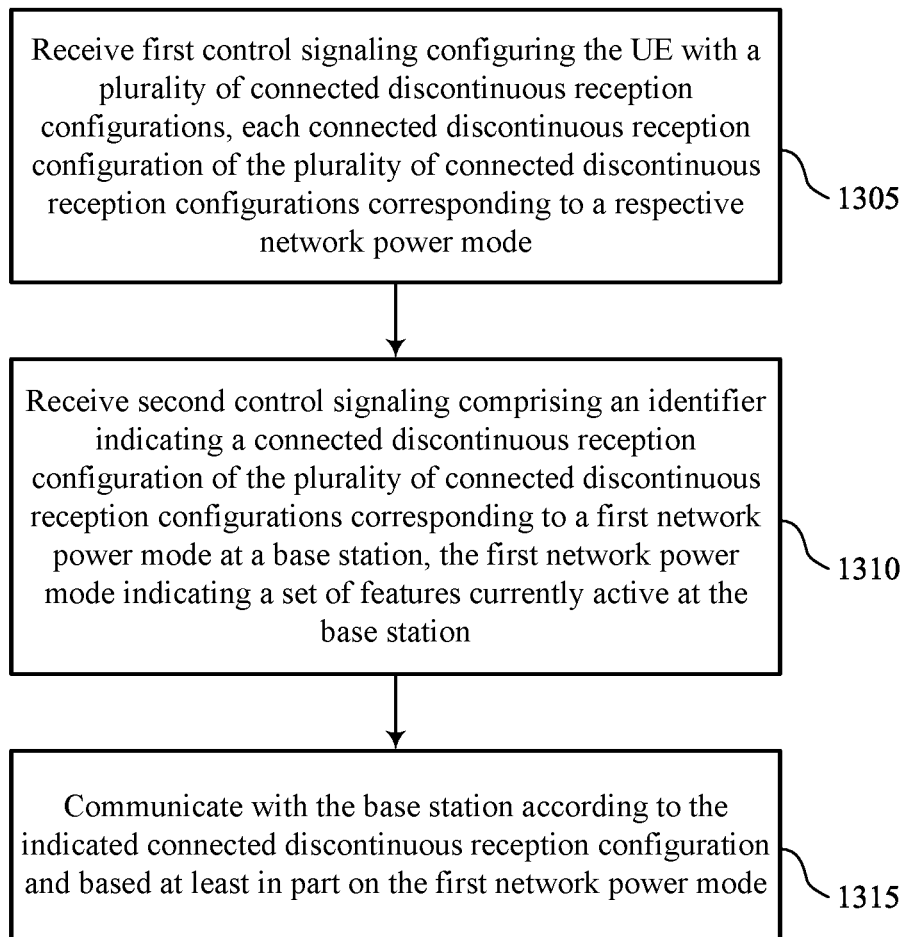 Receive first control signaling configuring the UE with a
plurality of connected discontinuous reception
configurations, each connected discontinuous reception
configuration of the plurality of connected discontinuous
reception configurations corresponding to a respective
network power mode
1305
Receive second control signaling comprising an identifier
indicating a connected discontinuous reception
configuration of the plurality of connected discontinuous
reception configurations corresponding to a first network
power mode at a base station, the first network power
mode indicating a set of features currently active at the
base station
1310
Communicate with the base station according to the
indicated connected discontinuous reception configuration
and based at least in part on the first network power mode
1315